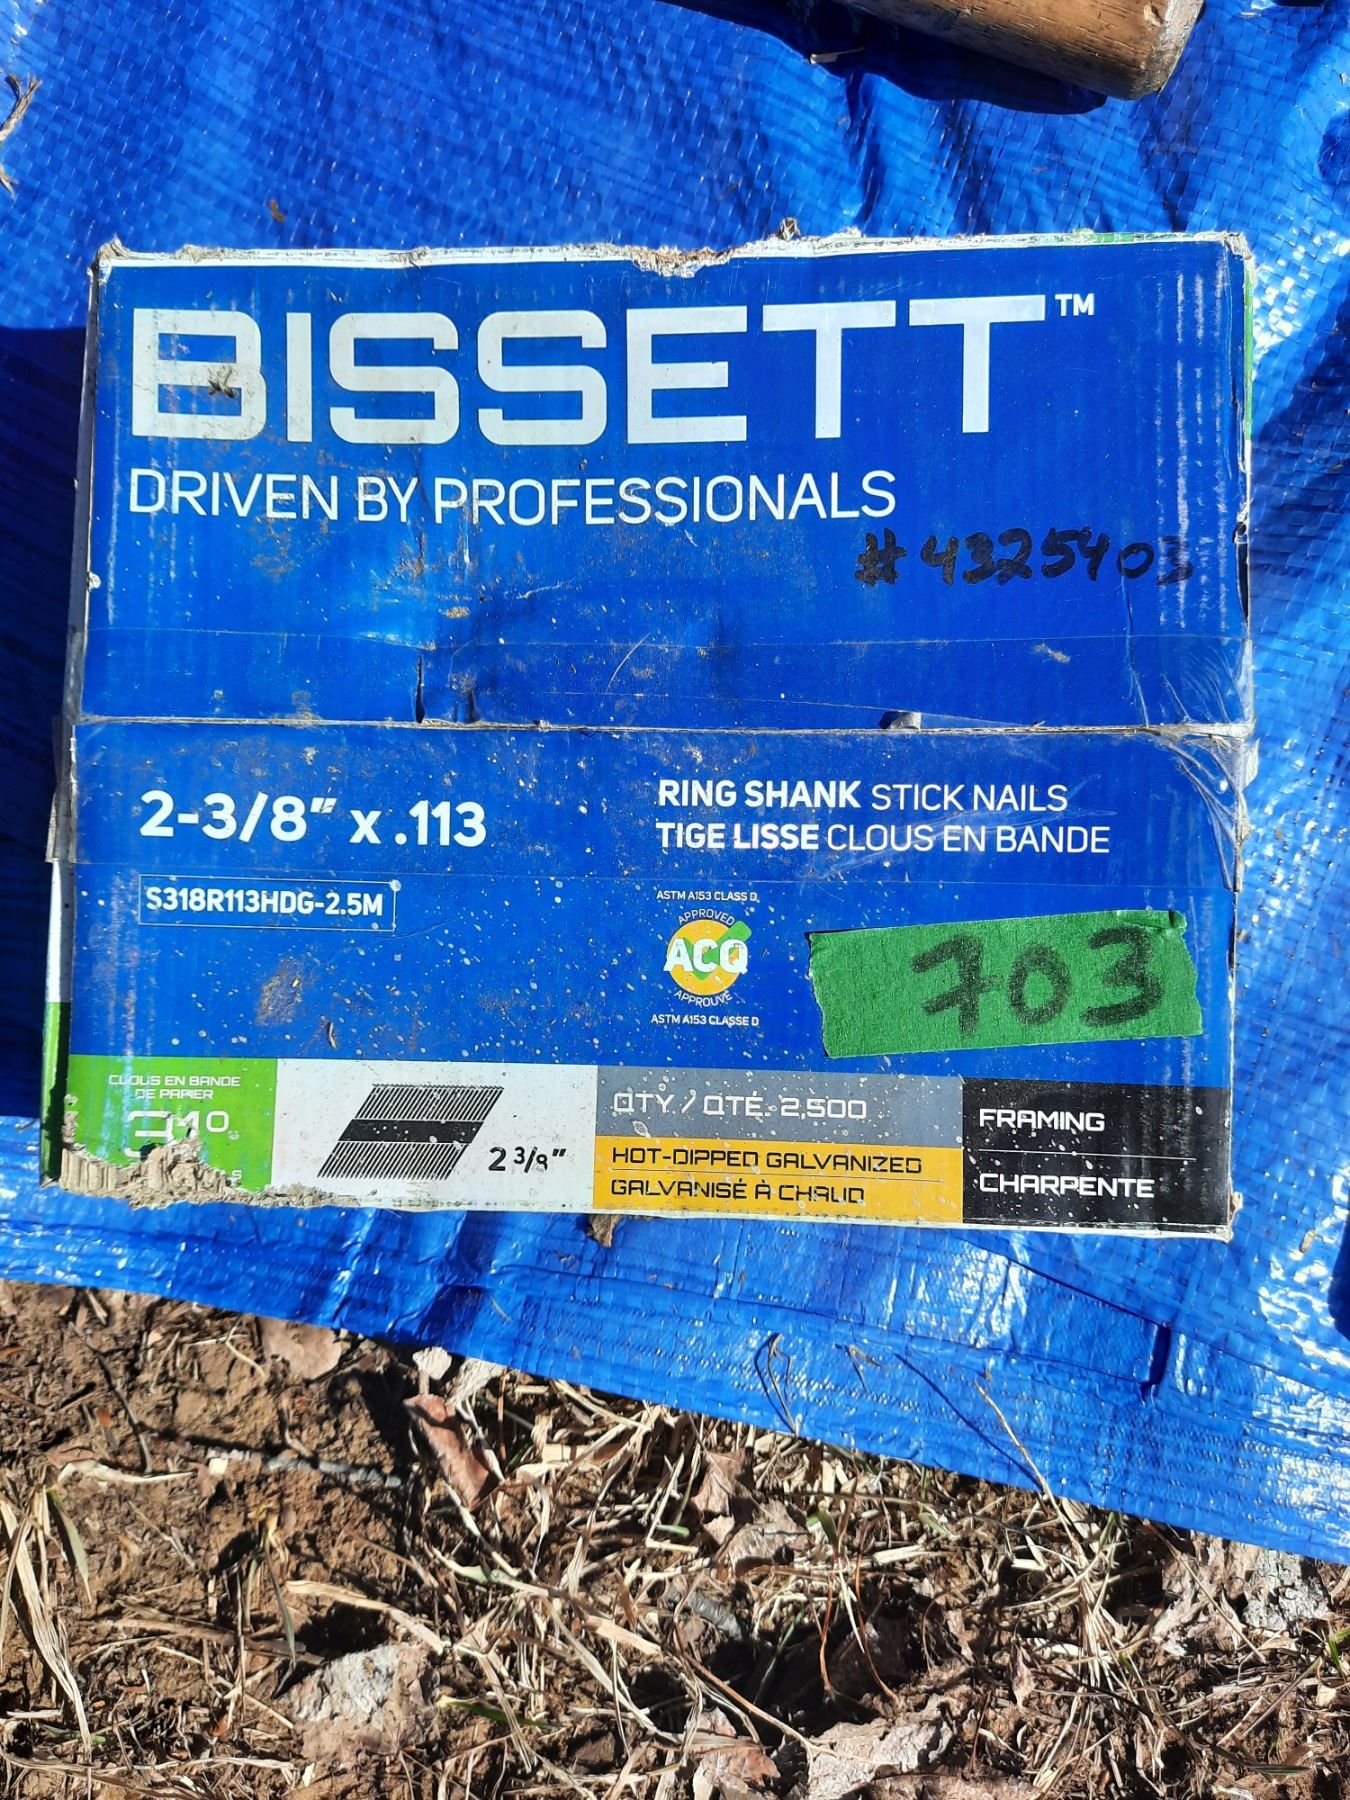 BISSETT™
DRIVEN BY PROFESSIONALS
#4325403
2-3/8" x .113
RING SHANK STICK NAILS
TIGE LISSE CLOUS EN BANDE
S318R113HDG-2.5M
ASTM A153 CLASS D
APPROVED
ACQ
APPROUVÉ
ASTM A153 CLASSE D
703
CLOUS EN BANDE
DE PAPIER
2 3/8"
QTY / QTÉ. 2,500
HOT-DIPPED GALVANIZED
GALVANISÉ À CHAUD
FRAMING
CHARPENTE